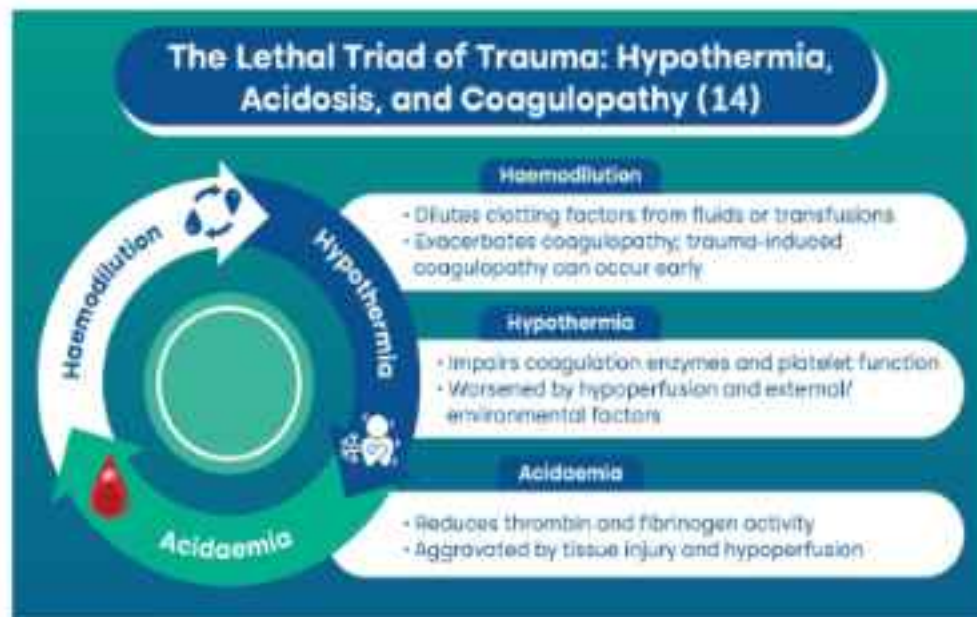 The Lethal Triad of Trauma: Hypothermia,
Acidosis, and Coagulopathy (14)
Haemodilution
Hypothermia
Acidaemia
Haemodilution
• Dilutes clotting factors from fluids or transfusions
• Exacerbates coagulopathy; trauma-induced
coagulopathy can occur early
Hypothermia
• Impairs coagulation enzymes and platelet function
• Worsened by hypoperfusion and external/
environmental factors
Acidaemia
• Reduces thrombin and fibrinogen activity
• Aggravated by tissue injury and hypoperfusion